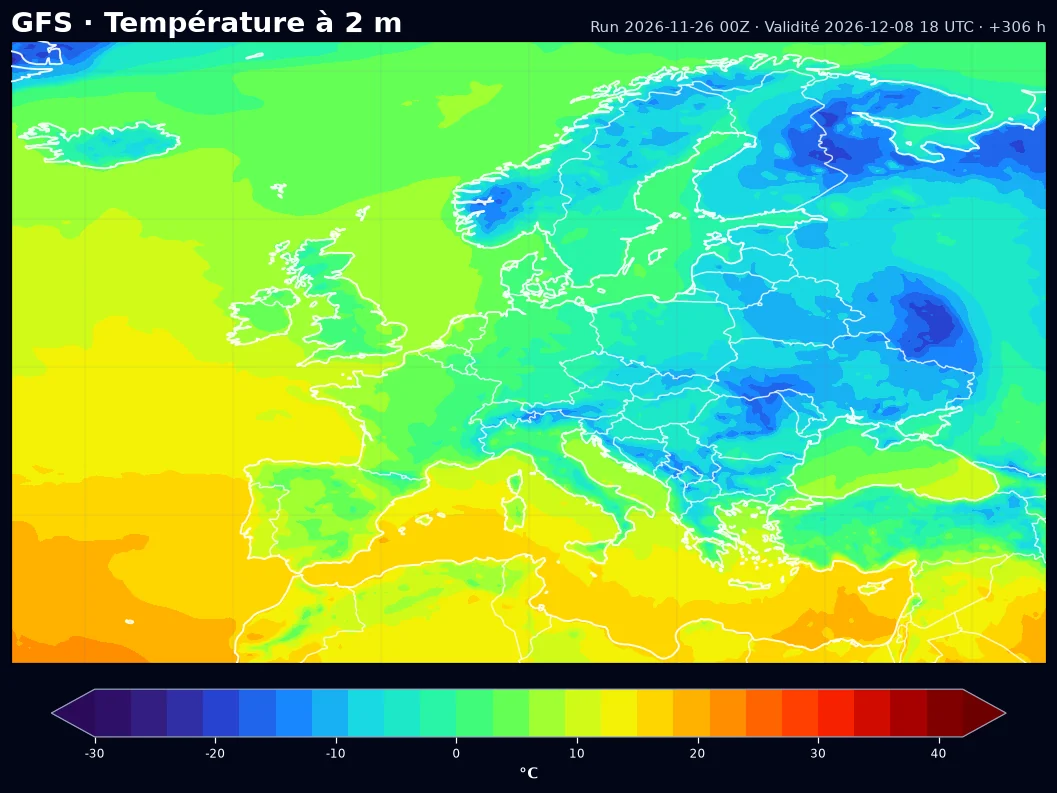 GFS · Température à 2 m
Run 2026-11-26 00Z · Validité 2026-12-08 18 UTC · +306 h
-30 -20 -10 0 10 20 30 40
°C